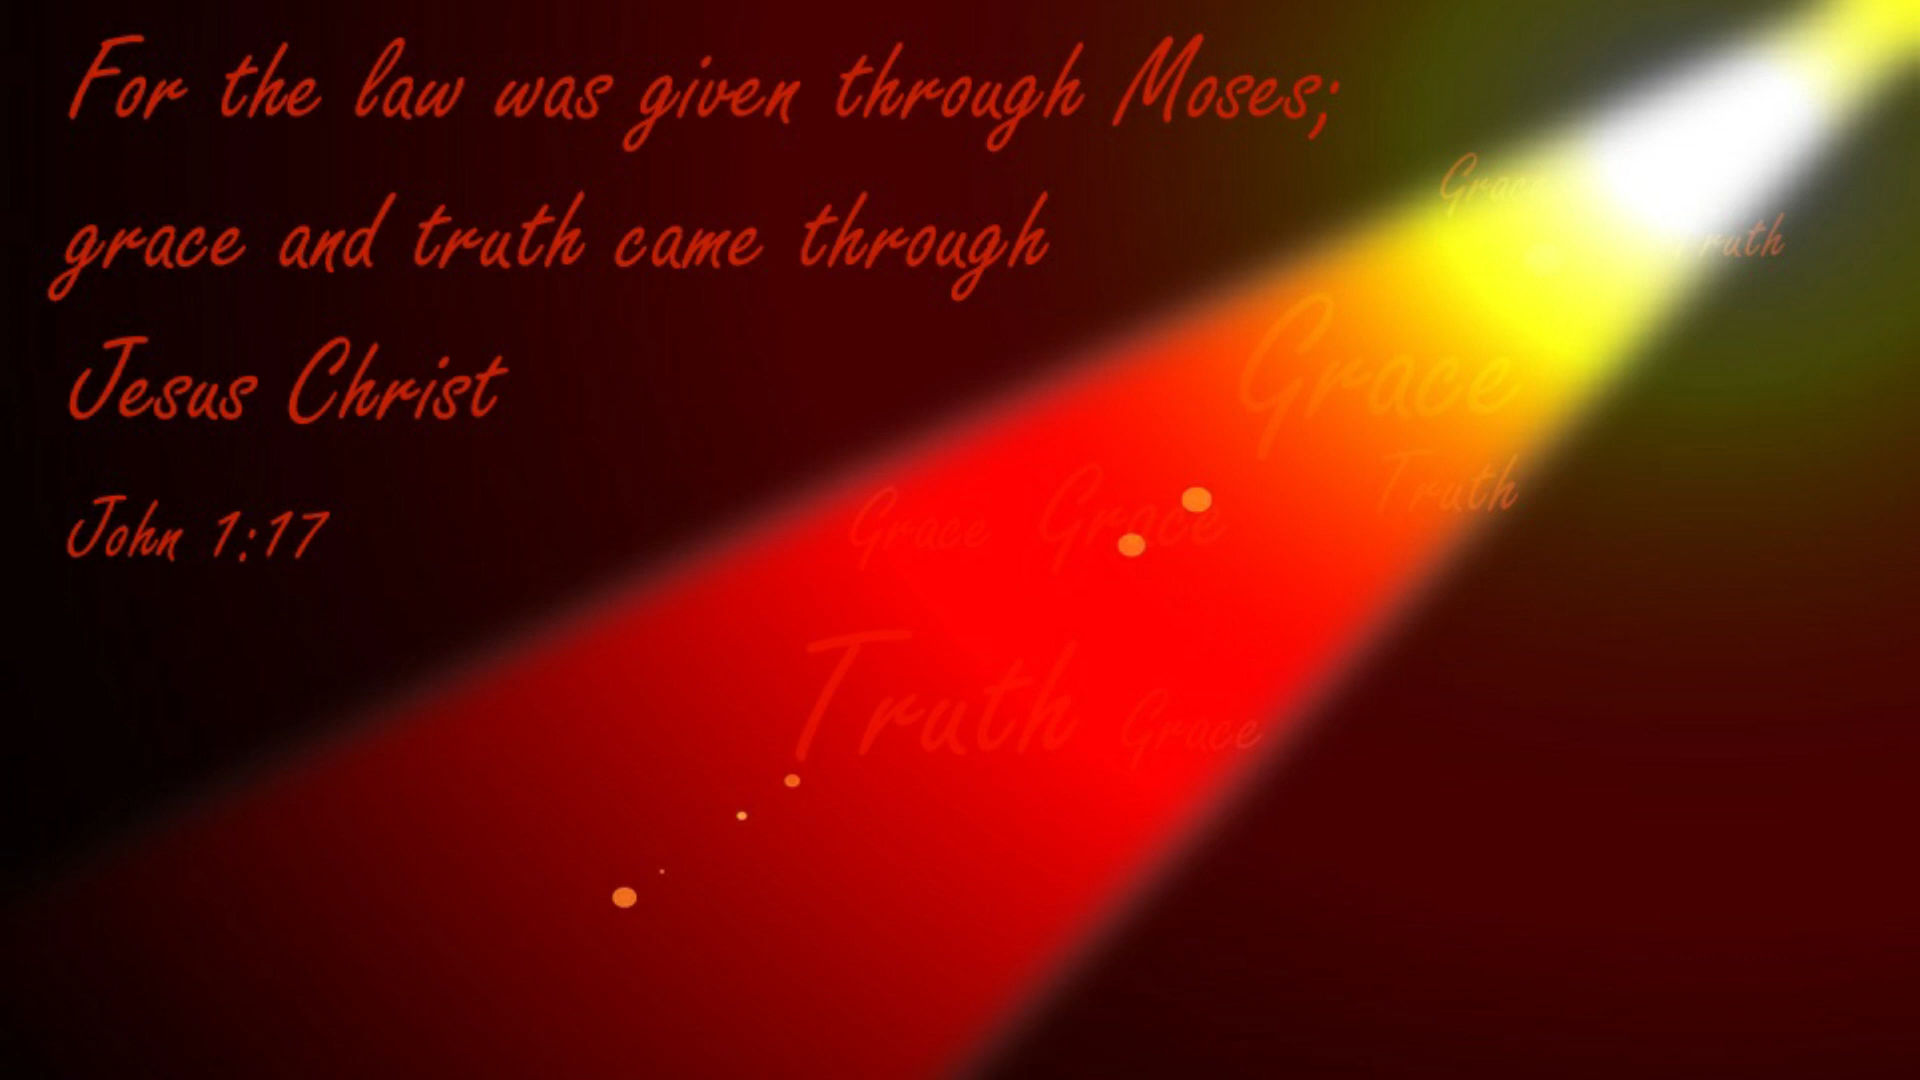 For the law was given through Moses;
grace and truth came through
Jesus Christ
John 1:17
Grace
Truth
Grace
Truth
Grace Grace
Truth Grace